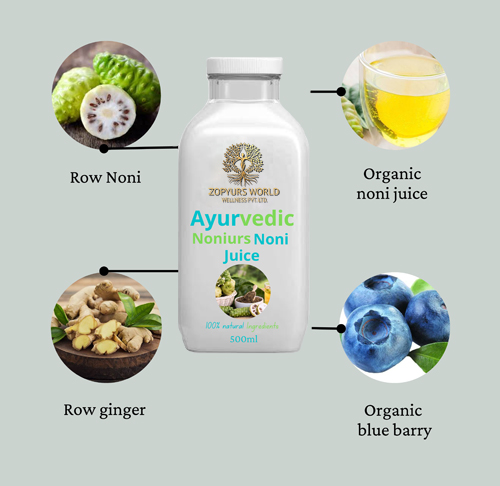 Row Noni
Organic
noni juice
ZOPYURS WORLD
WELLNESS PVT. LTD.
Ayurvedic
Noniurs Noni
Juice
100% natural Ingredients
500ml
Row ginger
Organic
blue barry